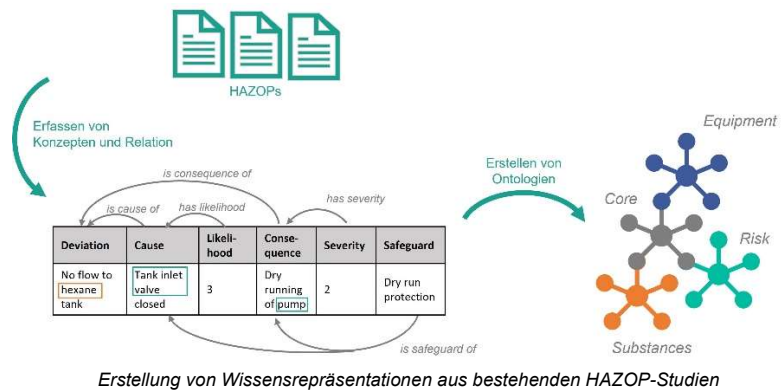 HAZOPs
Erfassen von
Konzepten und Relation
is consequence of
is cause of
has likelihood
has severity
Deviation
Cause
Likeli-
hood
Conse-
quence
Severity
Safeguard
No flow to
hexane
tank
Tank inlet
valve
closed
3
Dry
running
of pump
2
Dry run
protection
is safeguard of
Erstellen von
Ontologien
Equipment
Core
Risk
Substances
Erstellung von Wissensrepräsentationen aus bestehenden HAZOP-Studien